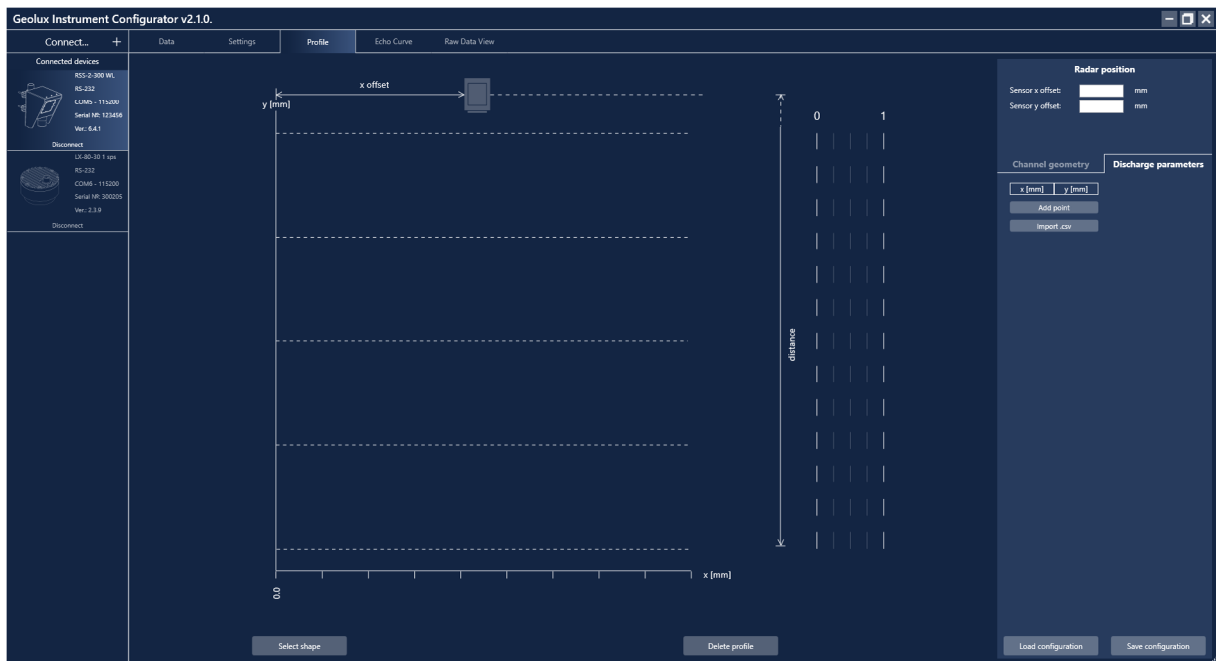 Geolux Instrument Configurator v2.1.0.
Connect... +
Data Settings Profile Echo Curve Raw Data View
Connected devices
RSS-2-300 WL
RS-232
COM5 - 115200
Serial №: 123456
Ver.: 6.4.1
Disconnect
LX-80-30 1 sps
RS-232
COM6 - 115200
Serial №: 300205
Ver.: 2.3.9
Disconnect
x offset
y [mm]
0 1
distance
x [mm]
0.0
Select shape
Delete profile
Radar position
Sensor x offset: mm
Sensor y offset: mm
Channel geometry Discharge parameters
x [mm] y [mm]
Add point
Import .csv
Load configuration Save configuration